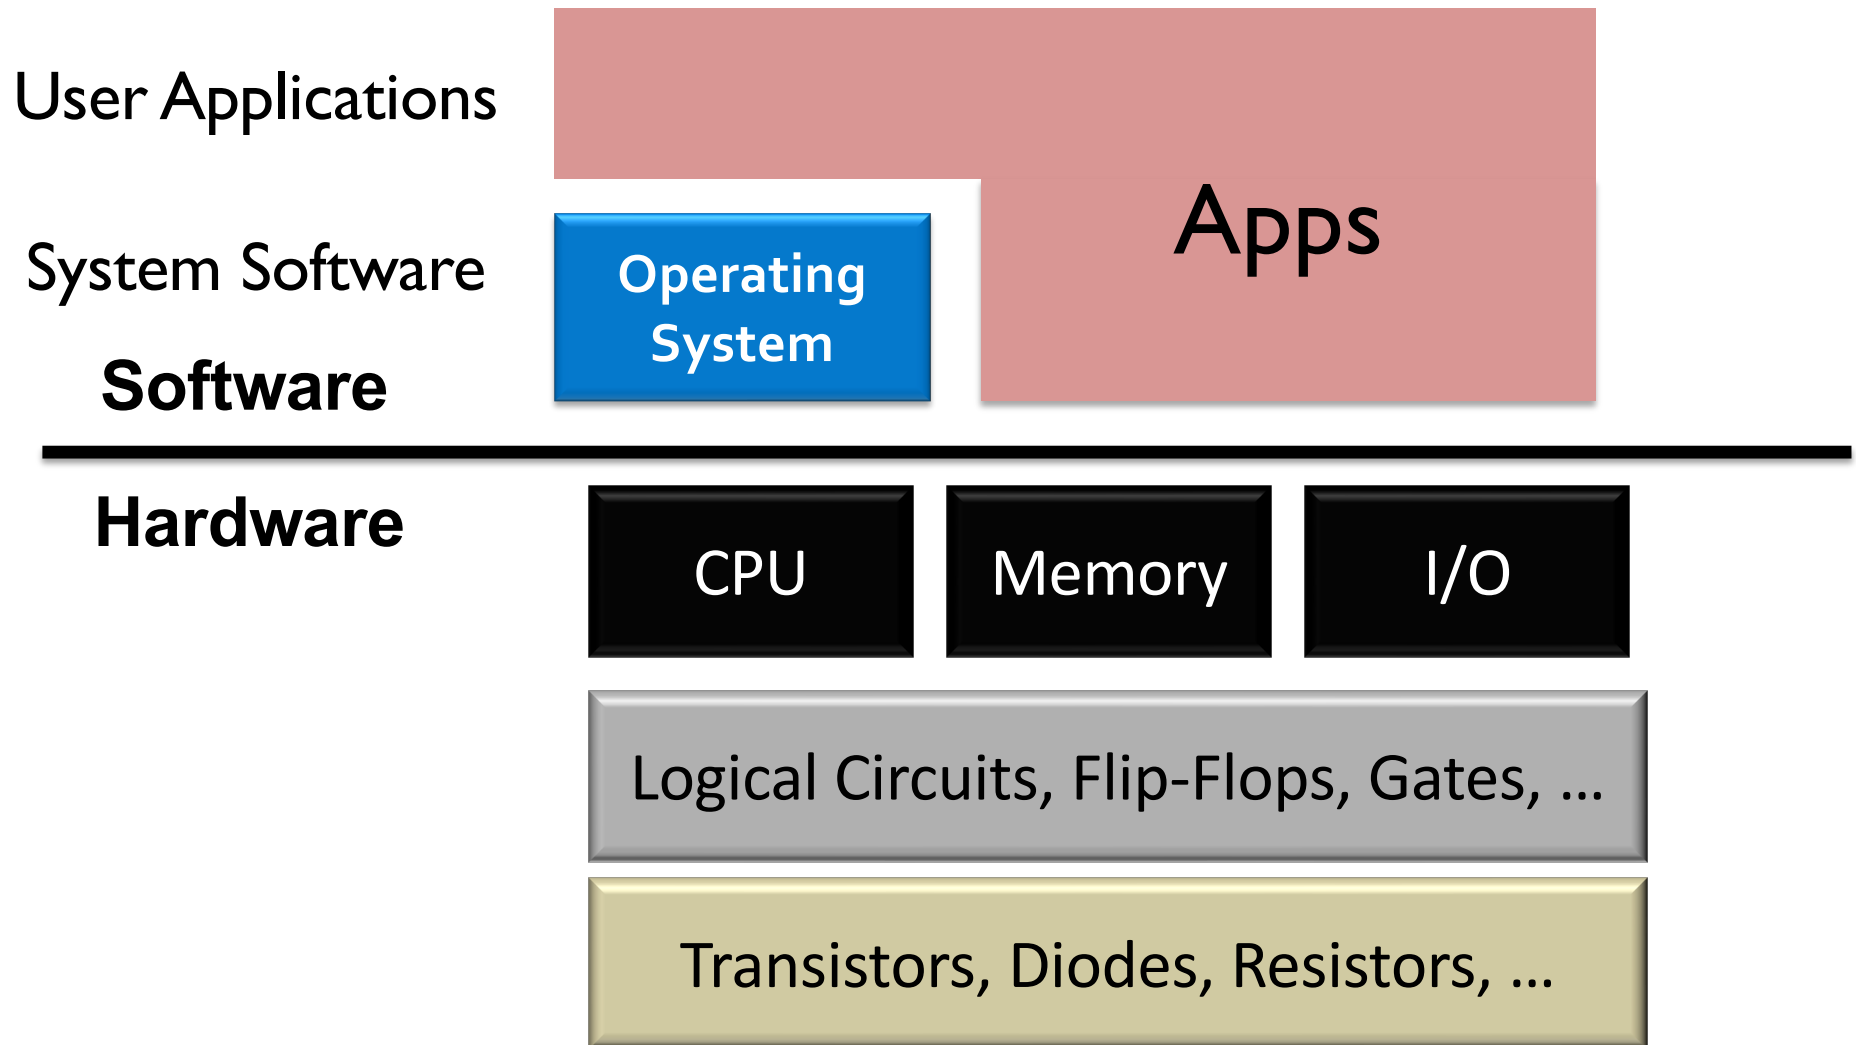 User Applications
Apps
System Software
Operating
System
Software
Hardware
CPU
Memory
I/O
Logical Circuits, Flip-Flops, Gates, ...
Transistors, Diodes, Resistors, ...